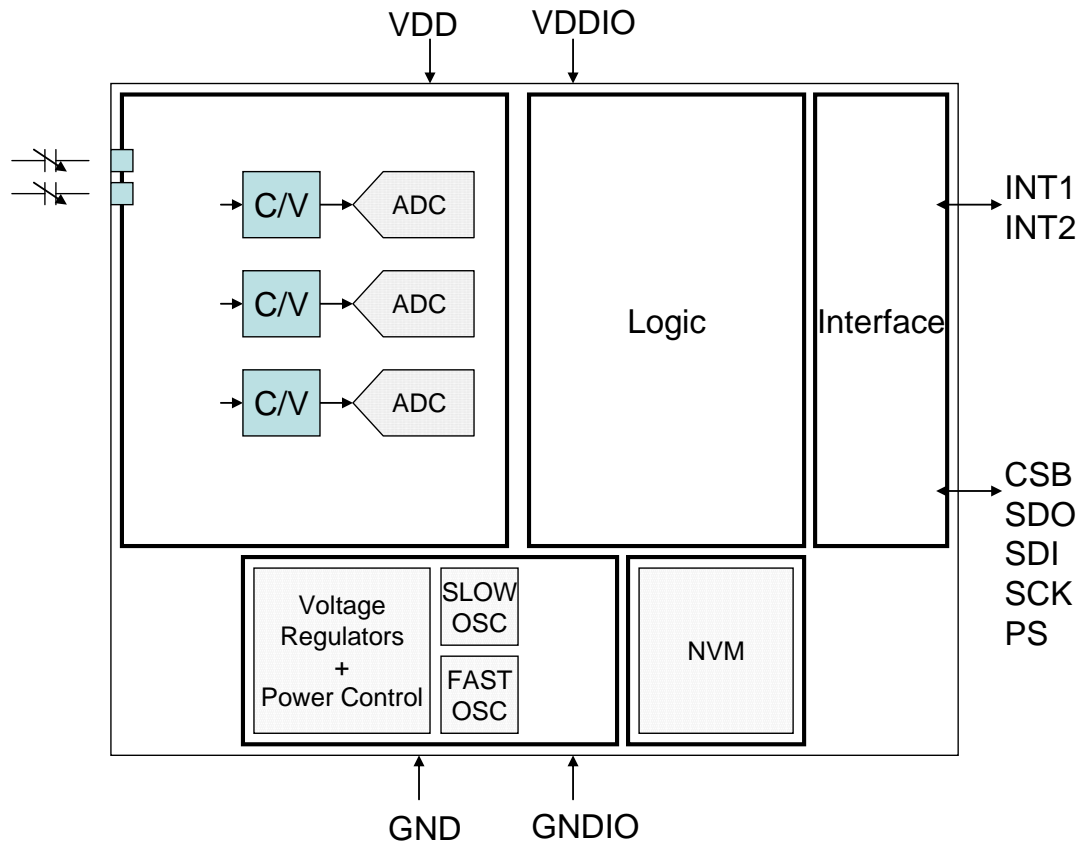 VDD
VDDIO
C/V
ADC
C/V
ADC
C/V
ADC
Logic
Interface
INT1
INT2
CSB
SDO
SDI
SCK
PS
Voltage
Regulators
+
Power Control
SLOW
OSC
FAST
OSC
NVM
GND
GNDIO